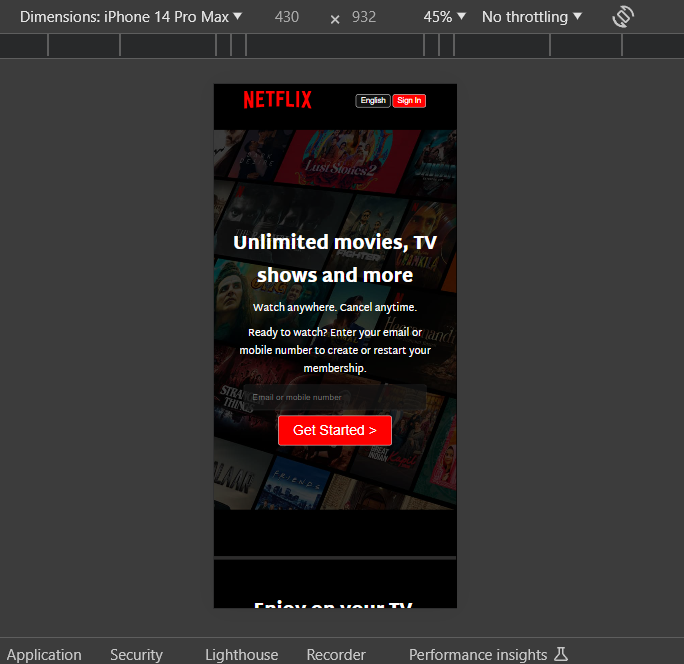 Dimensions: iPhone 14 Pro Max ▼ 430 × 932 45% ▼ No throttling ▼
NETFLIX
English Sign In
Lust Stories 2
Unlimited movies, TV
shows and more
Watch anywhere. Cancel anytime.
Ready to watch? Enter your email or
mobile number to create or restart your
membership.
STRANGER
THINGS
Email or mobile number
Get Started >
FRIENDS
Enjoy on your TV
Application Security Lighthouse Recorder Performance insights